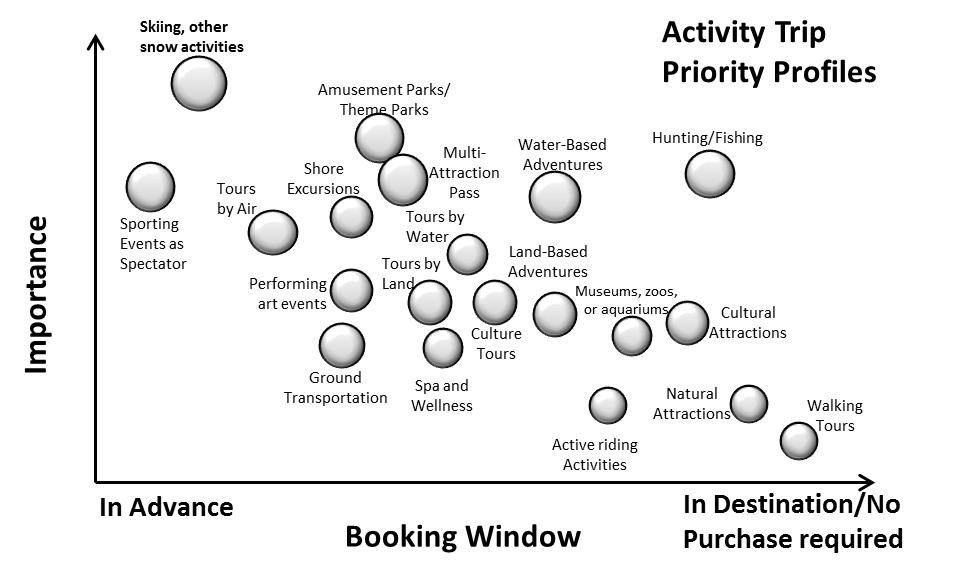 Activity Trip
Priority Profiles
Skiing, other
snow activities
Amusement Parks/
Theme Parks
Multi-
Attraction
Pass
Water-Based
Adventures
Hunting/Fishing
Shore
Excursions
Tours
by Air
Sporting
Events as
Spectator
Tours by
Water
Land-Based
Adventures
Tours by
Land
Performing
art events
Museums, zoos,
or aquariums
Cultural
Attractions
Culture
Tours
Ground
Transportation
Spa and
Wellness
Natural
Attractions
Walking
Tours
Active riding
Activities
Importance
In Advance
Booking Window
In Destination/No
Purchase required